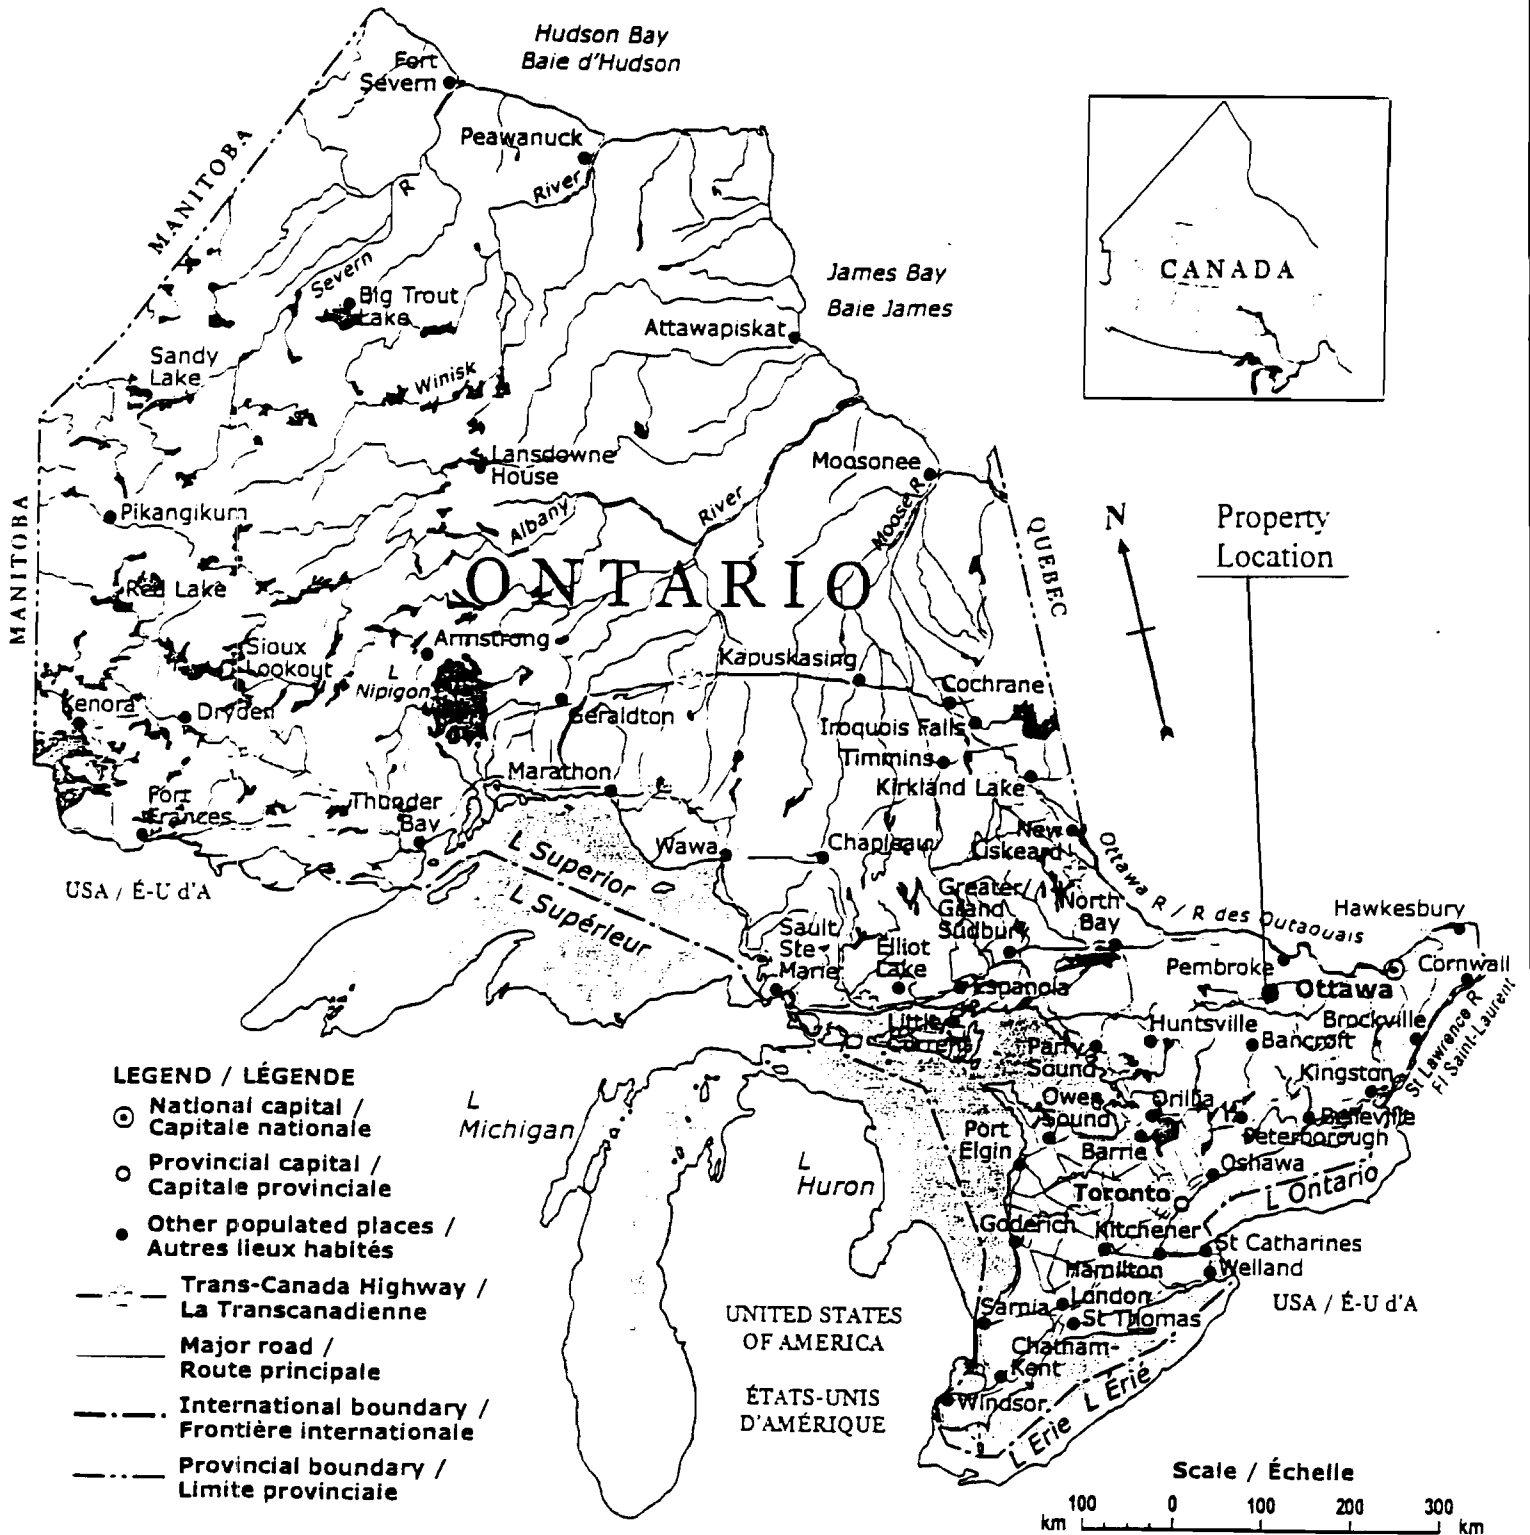 Hudson Bay
Baie d'Hudson
Fort
Severn
Peawanuck
River
R
MANITOBA
Severn
Big Trout
Lake
James Bay
Baie James
CANADA
Attawapiskat
Sandy
Lake
Winisk
Lansdowne
House
Moosonee
Moose R
River
Albany
Pikangikum
MANITOBA
QUEBEC
N
Property
Location
ONTARIO
Red Lake
Armstrong
Sioux
Lookout
L
Nipigon
Kapuskasing
Cochrane
Kenora
Dryden
Geraldton
Iroquois Falls
Timmins
Kirkland Lake
Marathon
Fort
Frances
Thunder
Bay
Wawa
Chapleau
New
Liskeard
Ottawa R / R des Outaouais
L Superior
L Supérieur
USA / É-U d'A
Greater/
Grand
Sudbury
North
Bay
Hawkesbury
Sault
Ste
Marie
Elliot
Lake
Espanola
Pembroke
Ottawa
Cornwall
Little
Current
Parry
Sound
Huntsville
Bancroft
Brockville
Kingston
St Lawrence R
Fl Saint-Laurent
Owen
Sound
Orillia
Belleville
Peterborough
Port
Elgin
Barrie
Oshawa
Toronto
L Ontario
L
Michigan
L
Huron
Goderich
Kitchener
St Catharines
Hamilton
Welland
London
Sarnia
St Thomas
USA / É-U d'A
Chatham-
Kent
Windsor
L Erie L Érié
UNITED STATES
OF AMERICA
ÉTATS-UNIS
D'AMÉRIQUE
LEGEND / LÉGENDE
National capital /
Capitale nationale
Provincial capital /
Capitale provinciale
Other populated places /
Autres lieux habités
Trans-Canada Highway /
La Transcanadienne
Major road /
Route principale
International boundary /
Frontière internationale
Provincial boundary /
Limite provinciale
Scale / Échelle
100 0 100 200 300
km km